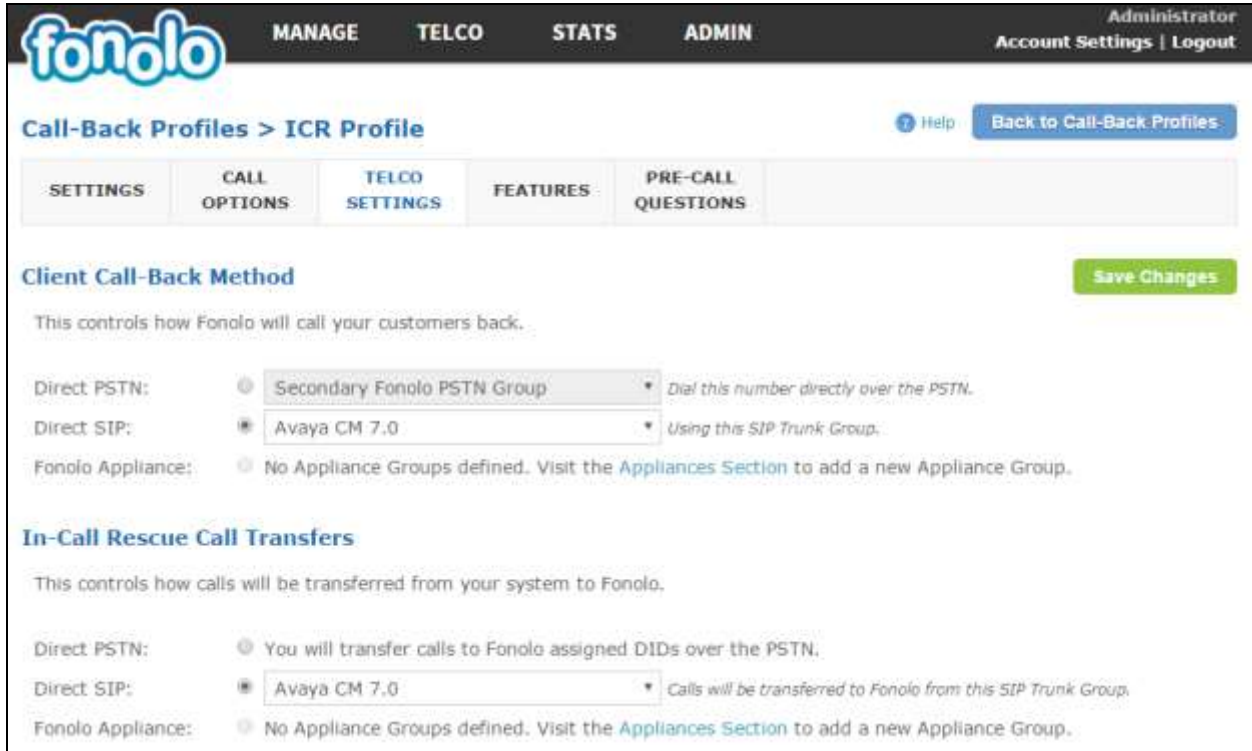 fonolo
MANAGE TELCO STATS ADMIN
Administrator
Account Settings | Logout
Call-Back Profiles > ICR Profile
? Help Back to Call-Back Profiles
SETTINGS CALL OPTIONS TELCO SETTINGS FEATURES PRE-CALL QUESTIONS
Client Call-Back Method Save Changes
This controls how Fonolo will call your customers back.
Direct PSTN: Secondary Fonolo PSTN Group Dial this number directly over the PSTN.
Direct SIP: Avaya CM 7.0 Using this SIP Trunk Group.
Fonolo Appliance: No Appliance Groups defined. Visit the Appliances Section to add a new Appliance Group.
In-Call Rescue Call Transfers
This controls how calls will be transferred from your system to Fonolo.
Direct PSTN: You will transfer calls to Fonolo assigned DIDs over the PSTN.
Direct SIP: Avaya CM 7.0 Calls will be transferred to Fonolo from this SIP Trunk Group.
Fonolo Appliance: No Appliance Groups defined. Visit the Appliances Section to add a new Appliance Group.